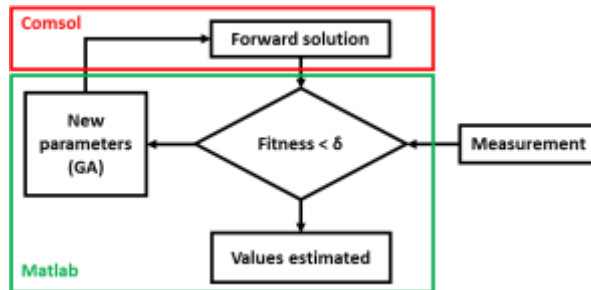 Comsol
Forward solution
New
parameters
(GA)
Fitness < δ
Measurement
Values estimated
Matlab